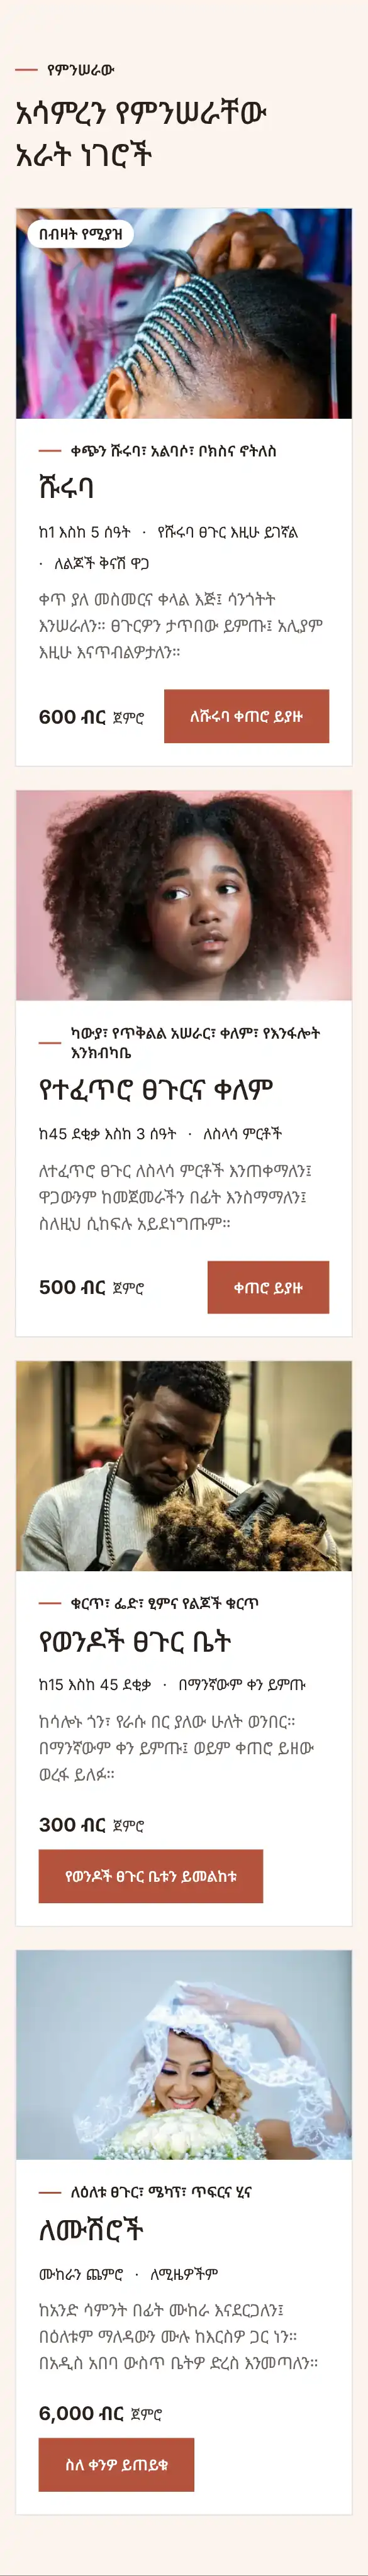 የምንሠራው
አሳምረን የምንሠራቸው
አራት ነገሮች
በብዛት የሚያዝ
ቀጭን ሹሩባ፣ አልባሶ፣ ቦክስና ኖትለስ
ሹሩባ
ከ1 እስከ 5 ሰዓት · የሹሩባ ፀጉር እዚሁ ይገኛል
· ለልጆች ቅናሽ ዋጋ
ቀጥ ያለ መስመርና ቀላል እጅ፤ ሳንጎትት
እንሠራለን። ፀጉርዎን ታጥበው ይምጡ፤ አሊያም
እዚሁ እናጥብልዎታለን።
600 ብር ጀምሮ
ለሹሩባ ቀጠሮ ይያዙ
ካውያ፣ የጥቅልል አሠራር፣ ቀለም፣ የእንፋሎት
እንክብካቤ
የተፈጥሮ ፀጉርና ቀለም
ከ45 ደቂቃ እስከ 3 ሰዓት · ለስላሳ ምርቶች
ለተፈጥሮ ፀጉር ለስላሳ ምርቶች እንጠቀማለን፤
ዋጋውንም ከመጀመራችን በፊት እንስማማለን፤
ስለዚህ ሲከፍሉ አይደነግጡም።
500 ብር ጀምሮ
ቀጠሮ ይያዙ
ቁርጥ፣ ፌድ፣ ፂምና የልጆች ቁርጥ
የወንዶች ፀጉር ቤት
ከ15 እስከ 45 ደቂቃ · በማንኛውም ቀን ይምጡ
ከሳሎኑ ጎን፣ የራሱ በር ያለው ሁለት ወንበር።
በማንኛውም ቀን ይምጡ፤ ወይም ቀጠሮ ይዘው
ወረፋ ይለፉ።
300 ብር ጀምሮ
የወንዶች ፀጉር ቤቱን ይመልከቱ
ለዕለቱ ፀጉር፣ ሜካፕ፣ ጥፍርና ሂና
ለሙሽሮች
ሙከራን ጨምሮ · ለሚዜዎችም
ከአንድ ሳምንት በፊት ሙከራ እናደርጋለን፤
በዕለቱም ማለዳውን ሙሉ ከእርስዎ ጋር ነን።
በአዲስ አበባ ውስጥ ቤትዎ ድረስ እንመጣለን።
6,000 ብር ጀምሮ
ስለ ቀንዎ ይጠይቁ